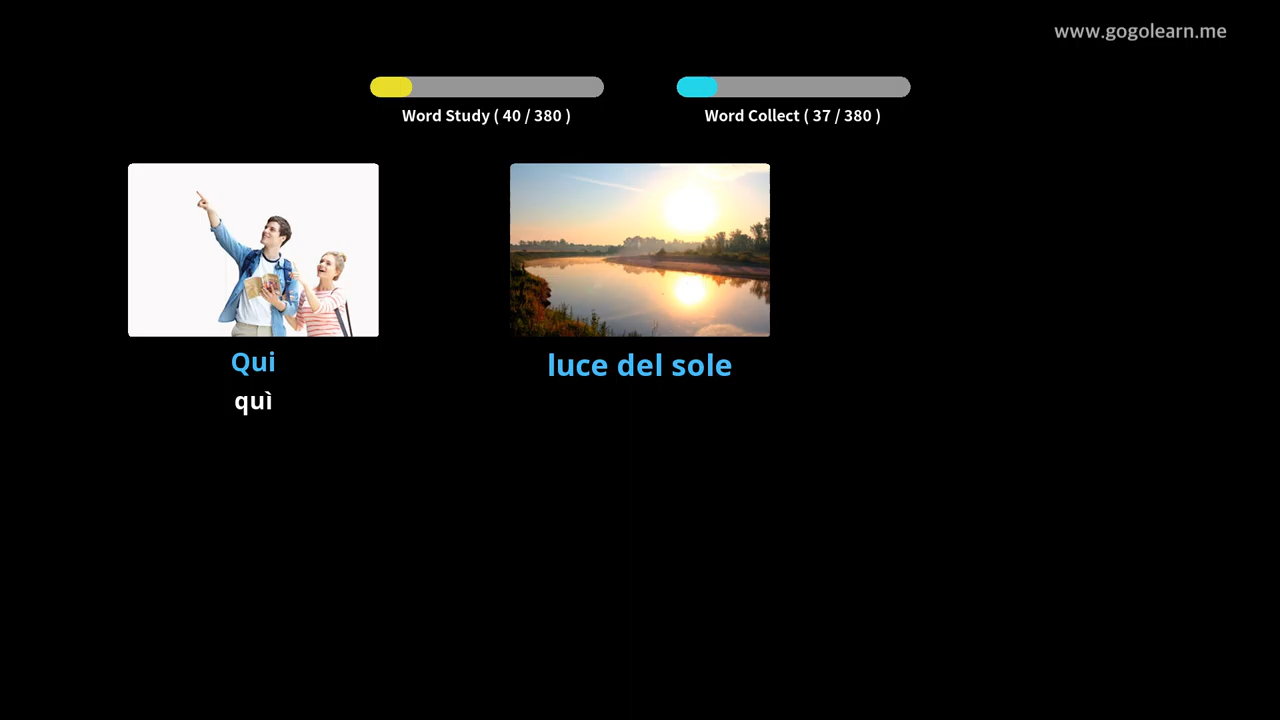 www.gogolearn.me
Word Study ( 40 / 380 )
Word Collect ( 37 / 380 )
Qui
quì
luce del sole